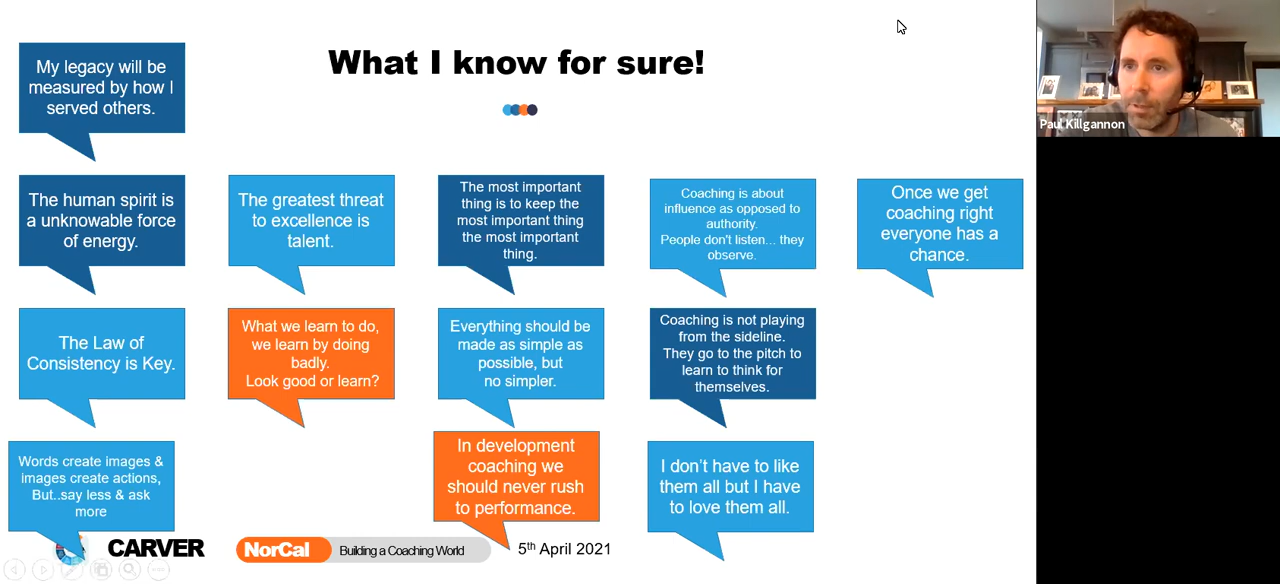 What I know for sure!
My legacy will be
measured by how I
served others.
The human spirit is
a unknowable force
of energy.
The greatest threat
to excellence is
talent.
The most important
thing is to keep the
most important thing
the most important
thing.
Coaching is about
influence as opposed to
authority.
People don't listen... they
observe.
Once we get
coaching right
everyone has a
chance.
The Law of
Consistency is Key.
What we learn to do,
we learn by doing
badly.
Look good or learn?
Everything should be
made as simple as
possible, but
no simpler.
Coaching is not playing
from the sideline.
They go to the pitch to
learn to think for
themselves.
Words create images &
images create actions,
But..say less & ask
more
In development
coaching we
should never rush
to performance.
I don't have to like
them all but I have
to love them all.
CARVER
NorCal Building a Coaching World
5th April 2021
Paul Killgannon